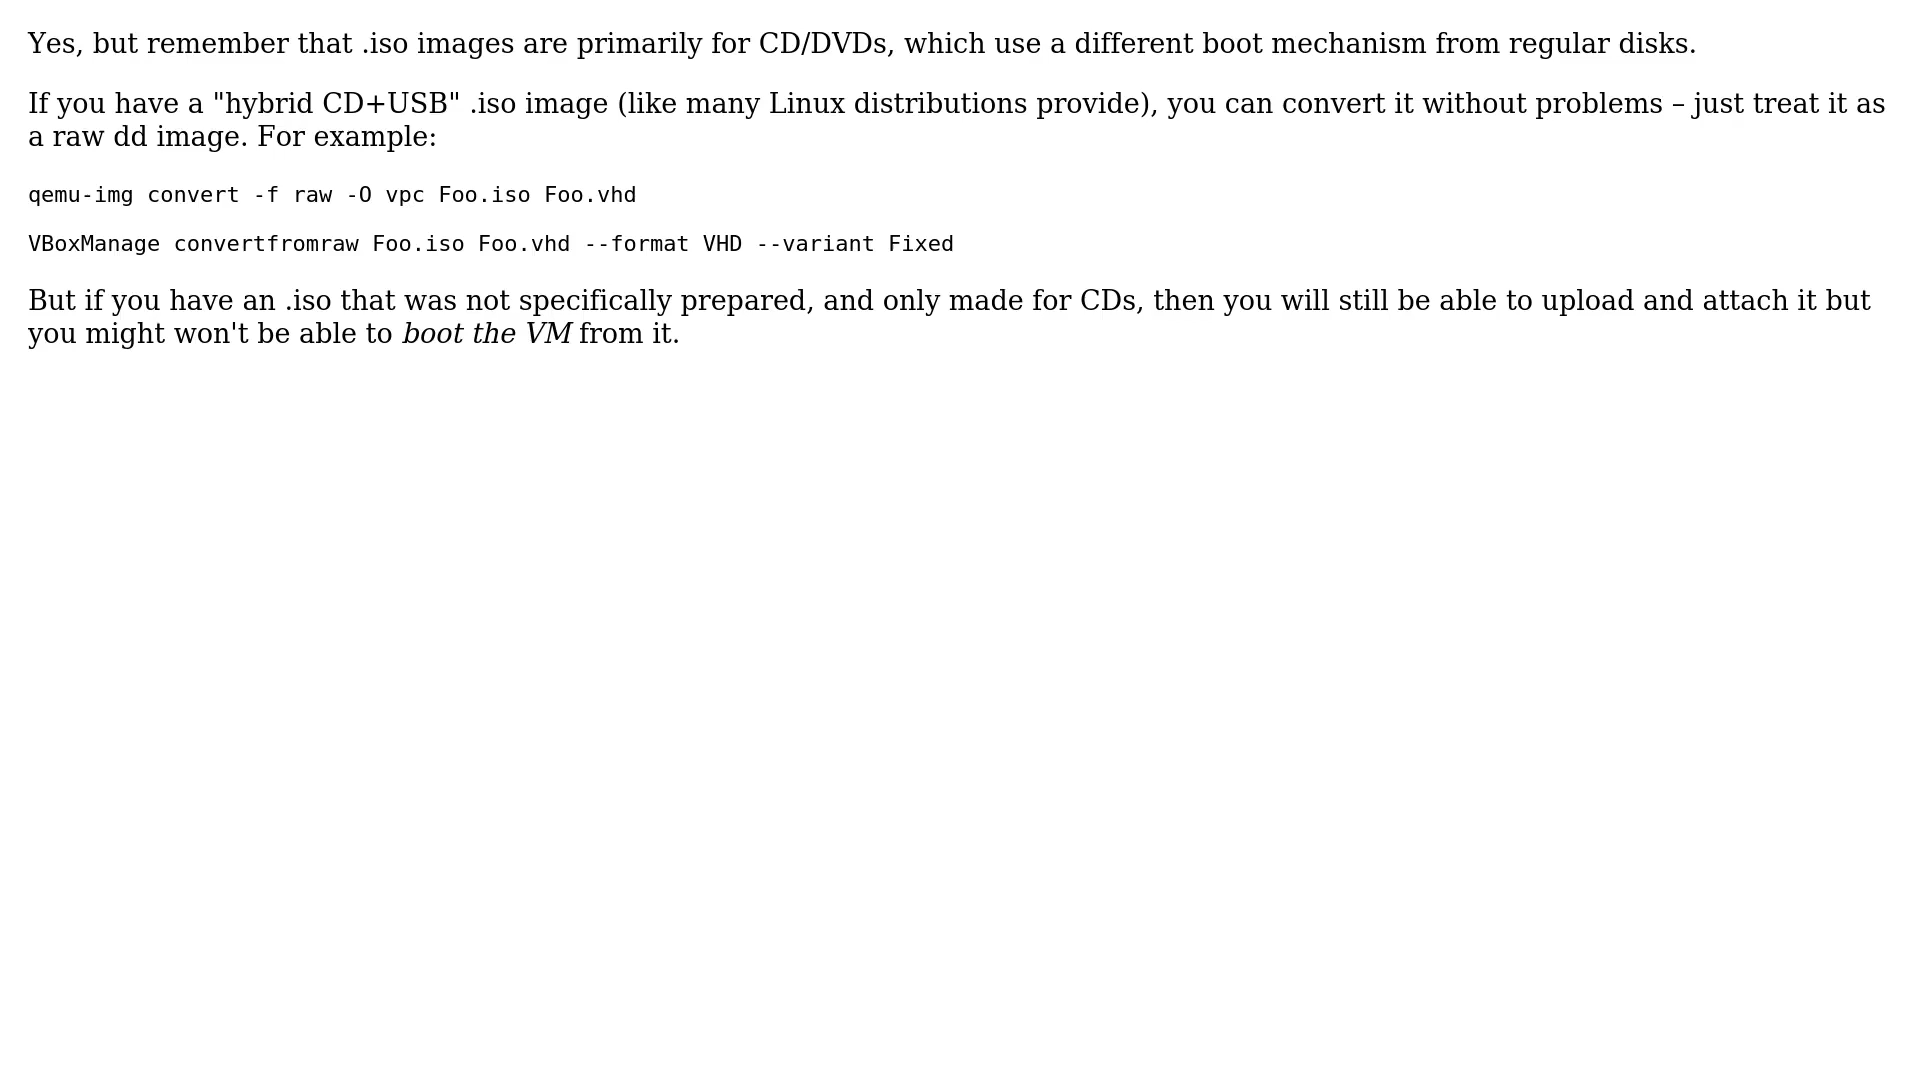 Yes, but remember that .iso images are primarily for CD/DVDs, which use a different boot mechanism from regular disks.
If you have a "hybrid CD+USB" .iso image (like many Linux distributions provide), you can convert it without problems – just treat it as
a raw dd image. For example:
qemu-img convert -f raw -O vpc Foo.iso Foo.vhd
VBoxManage convertfromraw Foo.iso Foo.vhd --format VHD --variant Fixed
But if you have an .iso that was not specifically prepared, and only made for CDs, then you will still be able to upload and attach it but
you might won't be able to boot the VM from it.